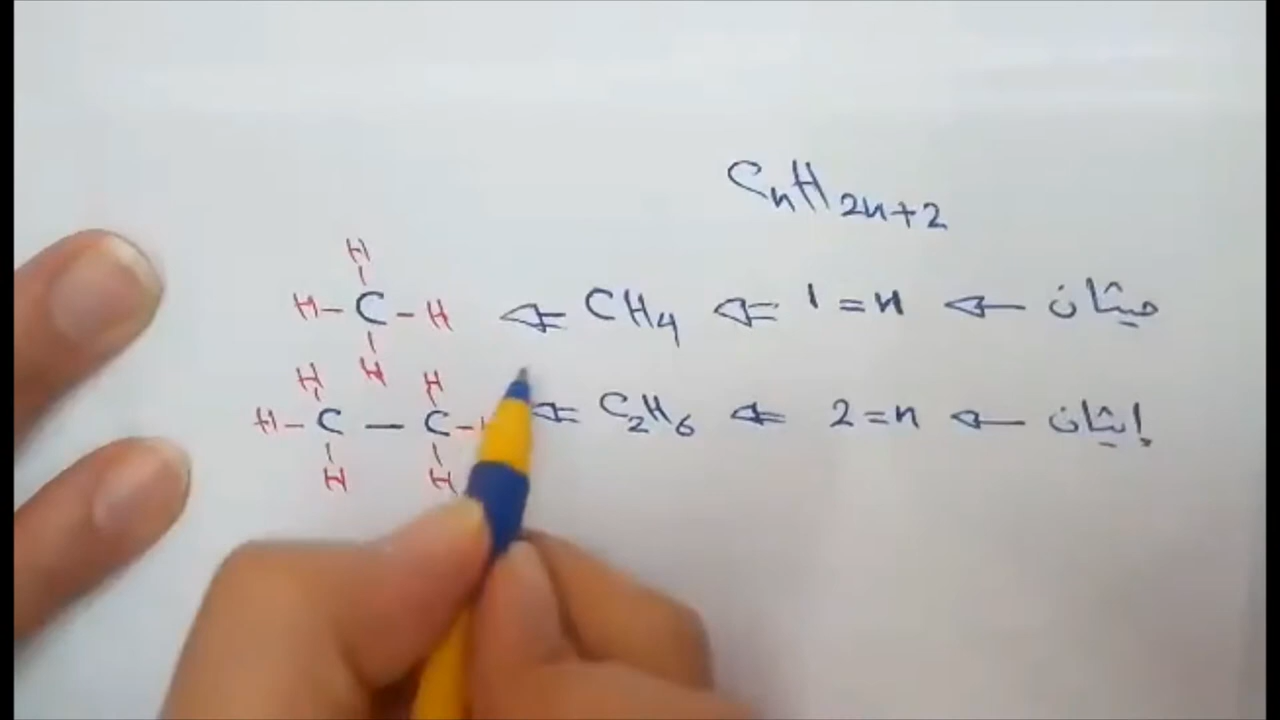 CnH2n+2
ميثان ← n = 1 ⇐ CH4 ⇐
H
H – C – H
H
إيثان ← n = 2 ⇐ C2H6 ⇐
H H
H – C — C –
H H